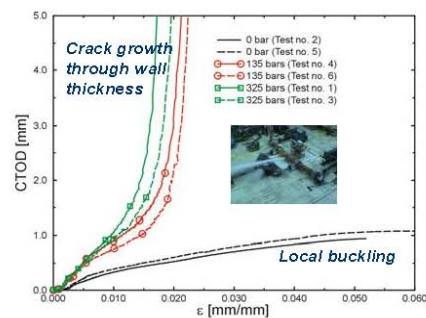 5.0
4.0
3.0
2.0
1.0
0.0
CTOD [mm]
Crack growth
through wall
thickness
0 bar (Test no. 2)
0 bar (Test no. 5)
135 bars (Test no. 4)
135 bars (Test no. 6)
325 bars (Test no. 1)
325 bars (Test no. 3)
Local buckling
0.000 0.010 0.020 0.030 0.040 0.050 0.060
ε [mm/mm]